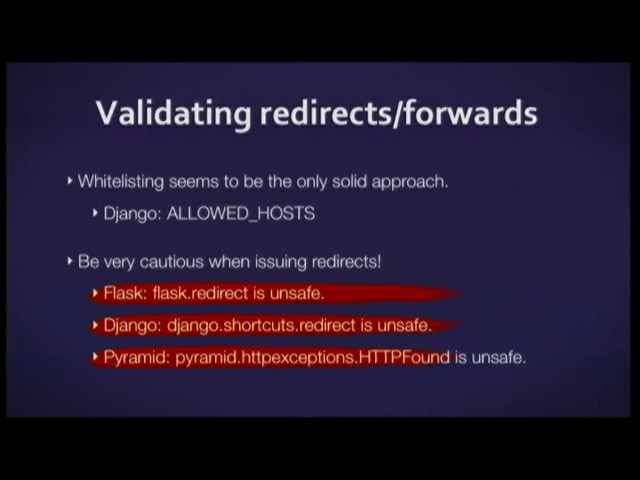 Validating redirects/forwards
Whitelisting seems to be the only solid approach.
Django: ALLOWED_HOSTS
Be very cautious when issuing redirects!
Flask: flask.redirect is unsafe.
Django: django.shortcuts.redirect is unsafe.
Pyramid: pyramid.httpexceptions.HTTPFound is unsafe.